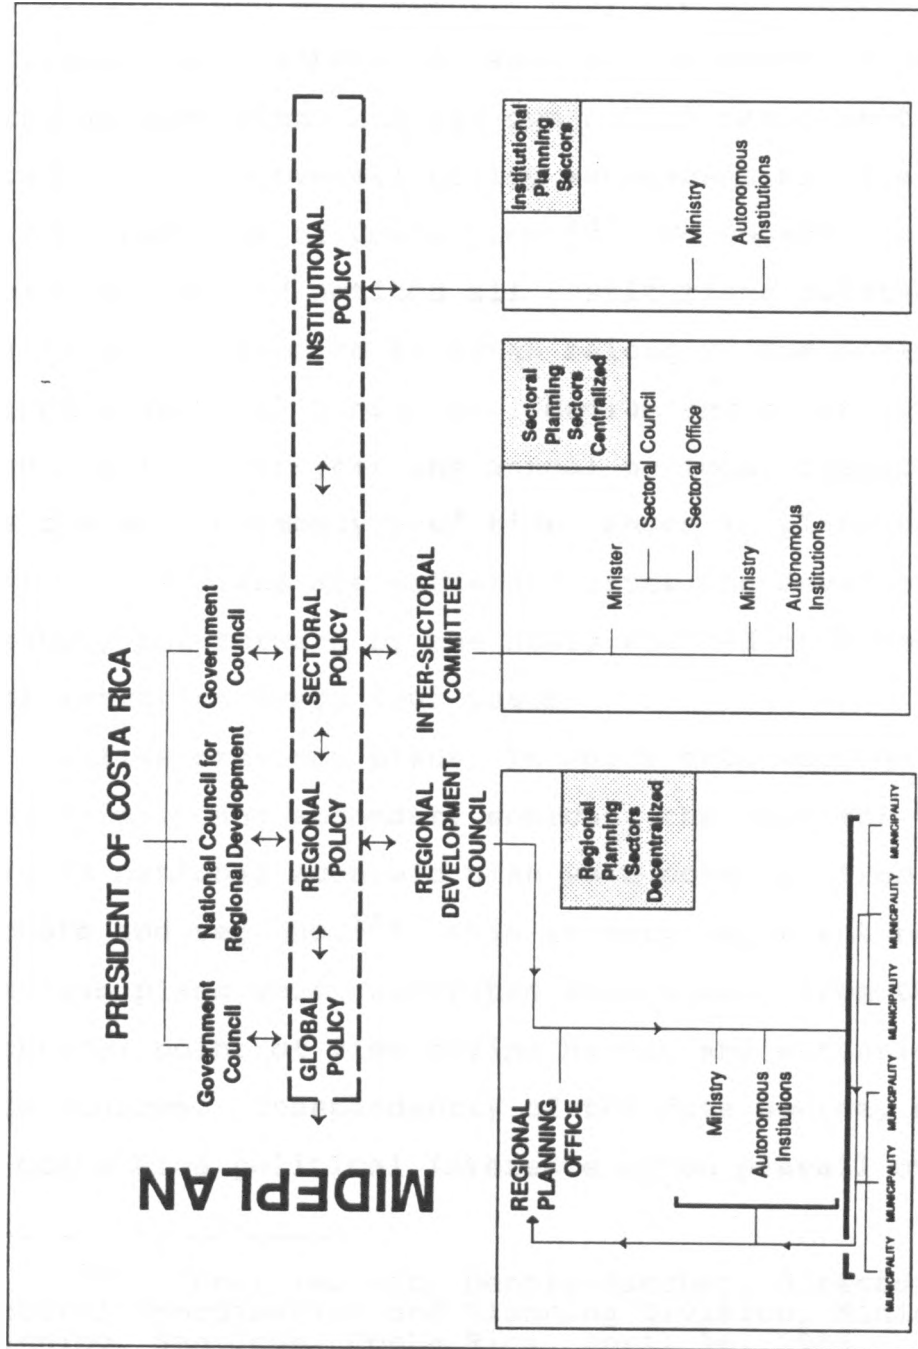 PRESIDENT OF COSTA RICA
Government
Council
National Council for
Regional Development
Government
Council
MIDEPLAN
GLOBAL
POLICY
REGIONAL
POLICY
SECTORAL
POLICY
INSTITUTIONAL
POLICY
REGIONAL
DEVELOPMENT
COUNCIL
INTER-SECTORAL
COMMITTEE
REGIONAL
PLANNING
OFFICE
Regional
Planning
Sectors
Decentralized
Ministry
Autonomous
Institutions
MUNICIPALITY
MUNICIPALITY
MUNICIPALITY
MUNICIPALITY
MUNICIPALITY
MUNICIPALITY
Sectoral
Planning
Sectors
Centralized
Minister
Sectoral Council
Sectoral Office
Ministry
Autonomous
Institutions
Institutional
Planning
Sectors
Ministry
Autonomous
Institutions